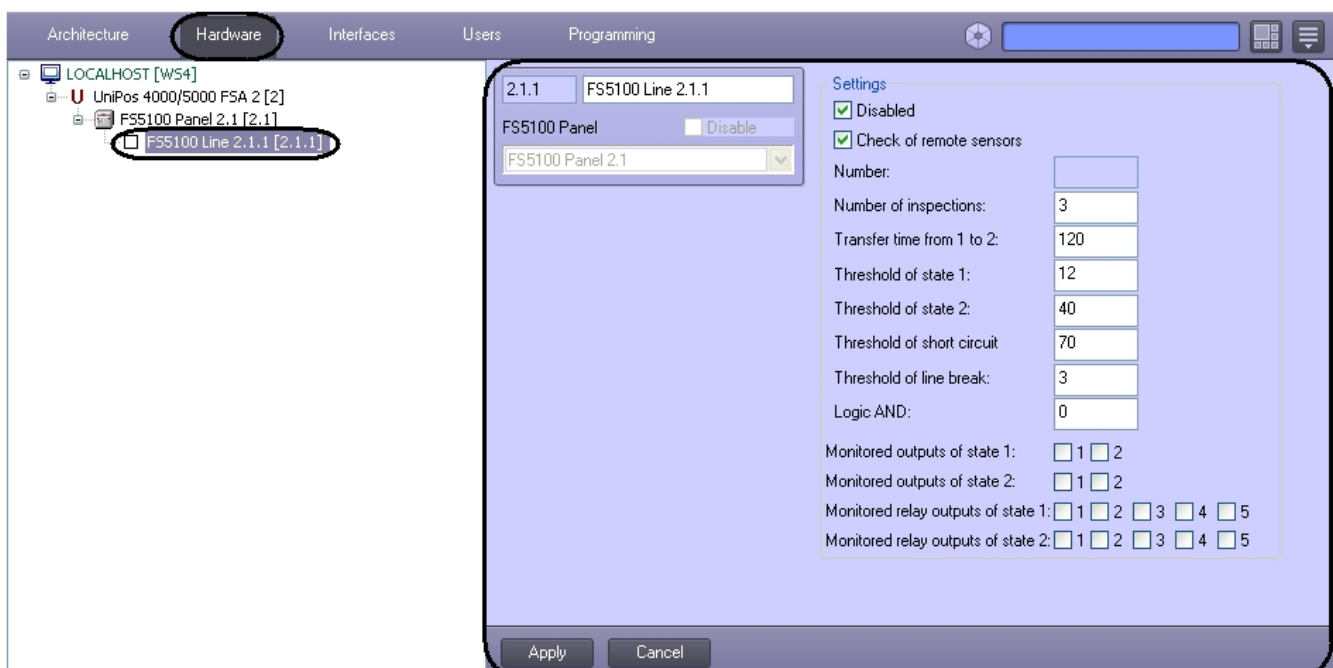 Architecture Hardware Interfaces Users Programming
LOCALHOST [WS4]
UniPos 4000/5000 FSA 2 [2]
FS5100 Panel 2.1 [2.1]
FS5100 Line 2.1.1 [2.1.1]
2.1.1 FS5100 Line 2.1.1
FS5100 Panel Disable
FS5100 Panel 2.1
Settings
Disabled
Check of remote sensors
Number:
Number of inspections: 3
Transfer time from 1 to 2: 120
Threshold of state 1: 12
Threshold of state 2: 40
Threshold of short circuit 70
Threshold of line break: 3
Logic AND: 0
Monitored outputs of state 1: 1 2
Monitored outputs of state 2: 1 2
Monitored relay outputs of state 1: 1 2 3 4 5
Monitored relay outputs of state 2: 1 2 3 4 5
Apply Cancel